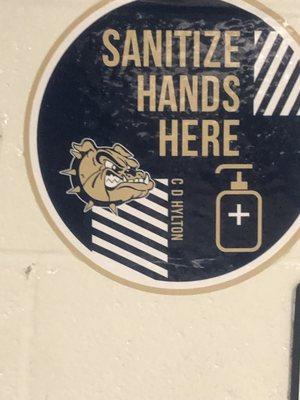 SANITIZE
HANDS
HERE
C D HYLTON